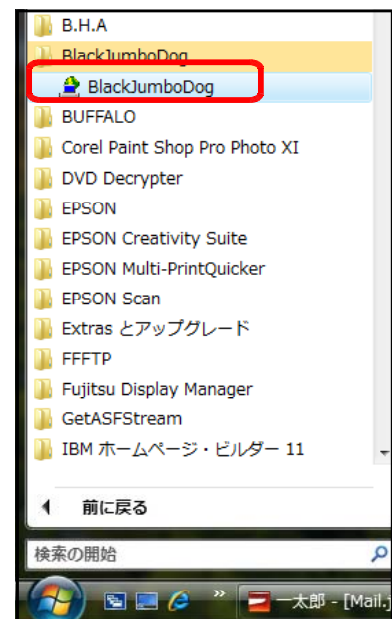 B.H.A
BlackJumboDog
BlackJumboDog
BUFFALO
Corel Paint Shop Pro Photo XI
DVD Decrypter
EPSON
EPSON Creativity Suite
EPSON Multi-PrintQuicker
EPSON Scan
Extras とアップグレード
FFFTP
Fujitsu Display Manager
GetASFStream
IBM ホームページ・ビルダー 11
前に戻る
検索の開始
» 一太郎 - [Mail.j